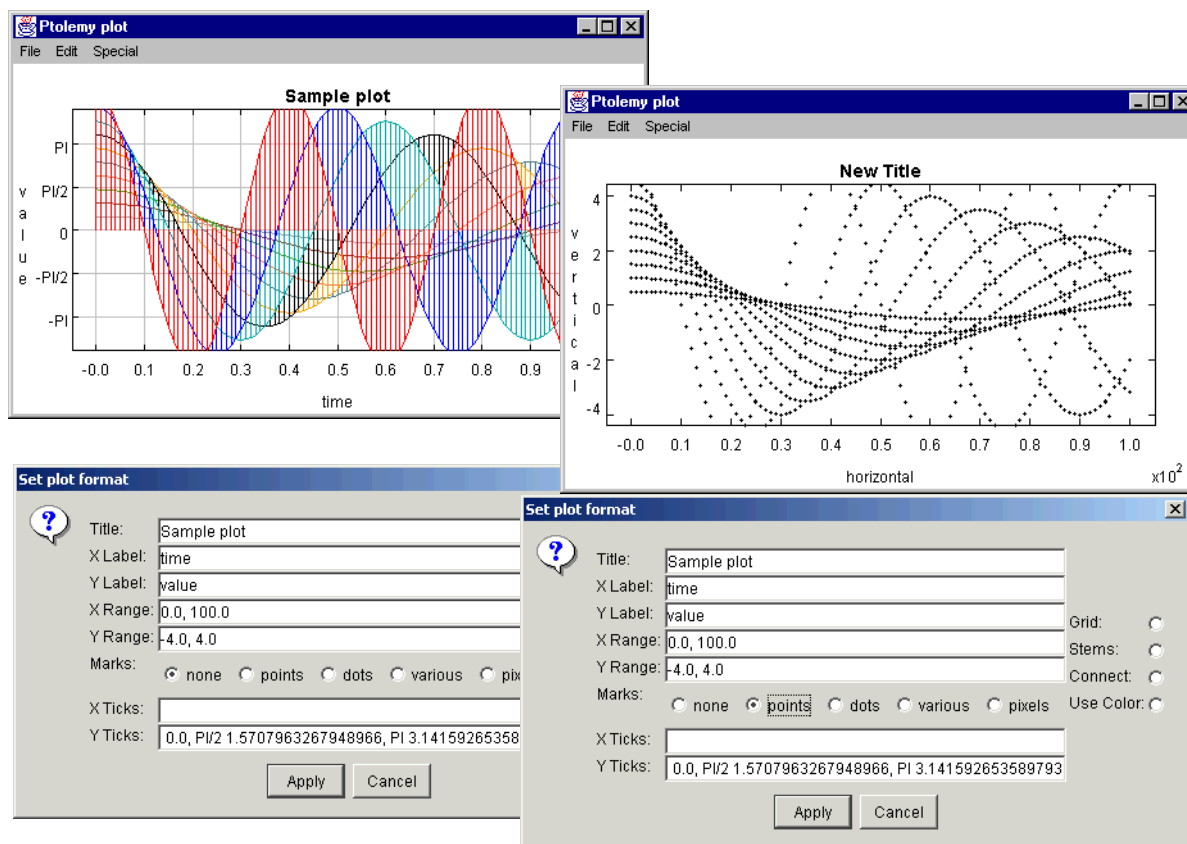 Ptolemy plot
File Edit Special
Sample plot
value
PI
PI/2
0
-PI/2
-PI
-0.0 0.1 0.2 0.3 0.4 0.5 0.6 0.7 0.8 0.9
time
Ptolemy plot
File Edit Special
New Title
vertical
4
2
0
-2
-4
-0.0 0.1 0.2 0.3 0.4 0.5 0.6 0.7 0.8 0.9 1.0
horizontal
x10^2
Set plot format
Title: Sample plot
X Label: time
Y Label: value
X Range: 0.0, 100.0
Y Range: -4.0, 4.0
Marks: none points dots various pix
X Ticks:
Y Ticks: 0.0, PI/2 1.5707963267948966, PI 3.14159265358
Apply Cancel
Set plot format
Title: Sample plot
X Label: time
Y Label: value
X Range: 0.0, 100.0
Y Range: -4.0, 4.0
Marks: none points dots various pixels
Grid:
Stems:
Connect:
Use Color:
X Ticks:
Y Ticks: 0.0, PI/2 1.5707963267948966, PI 3.141592653589793
Apply Cancel